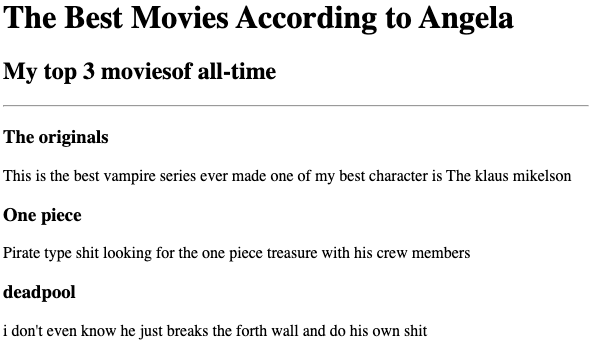 The Best Movies According to Angela
My top 3 moviesof all-time
The originals
This is the best vampire series ever made one of my best character is The klaus mikelson
One piece
Pirate type shit looking for the one piece treasure with his crew members
deadpool
i don't even know he just breaks the forth wall and do his own shit